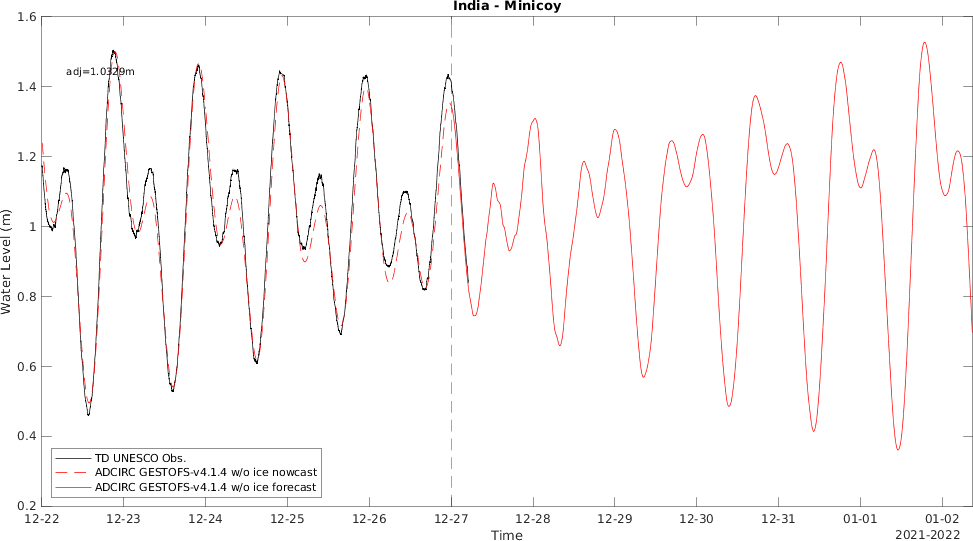 India - Minicoy
1.6
1.4
1.2
1
0.8
0.6
0.4
0.2
Water Level (m)
adj=1.0329m
TD UNESCO Obs.
ADCIRC GESTOFS-v4.1.4 w/o ice nowcast
ADCIRC GESTOFS-v4.1.4 w/o ice forecast
12-22 12-23 12-24 12-25 12-26 12-27 12-28 12-29 12-30 12-31 01-01 01-02
Time
2021-2022